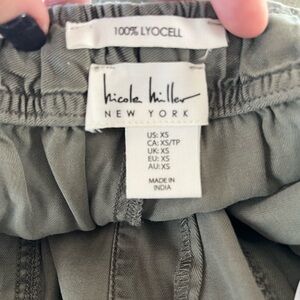 100% LYOCELL
nicole miller
NEW YORK
US: XS
CA: XS/TP
UK: XS
EU: XS
AU: XS
MADE IN
INDIA